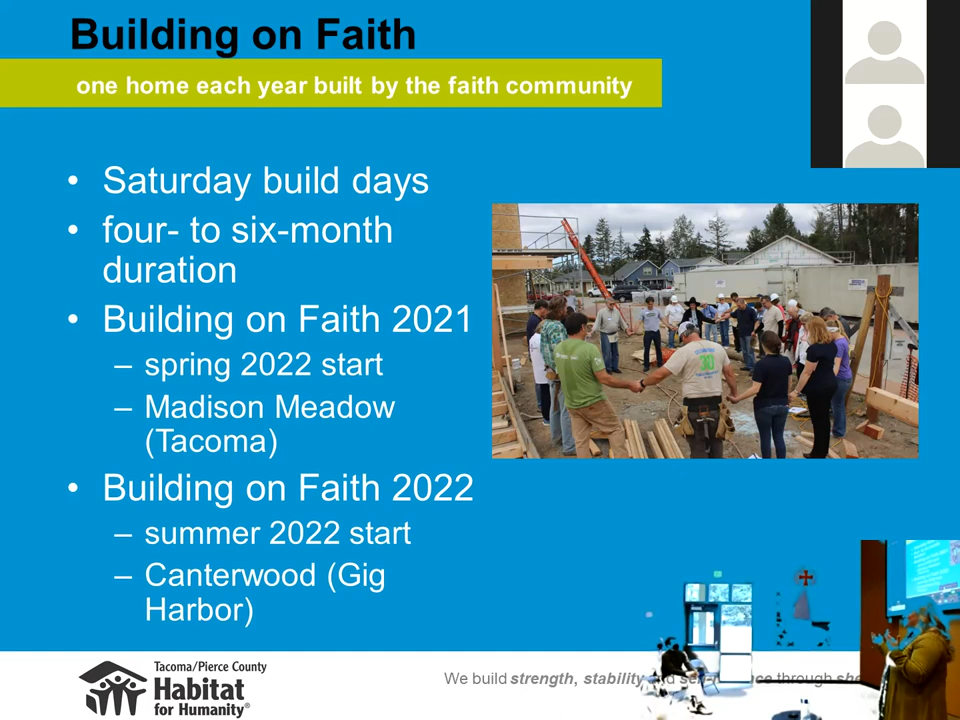 Building on Faith
one home each year built by the faith community
• Saturday build days
• four- to six-month
duration
• Building on Faith 2021
– spring 2022 start
– Madison Meadow
(Tacoma)
• Building on Faith 2022
– summer 2022 start
– Canterwood (Gig
Harbor)
Tacoma/Pierce County
Habitat
for Humanity®
We build strength, stability and through